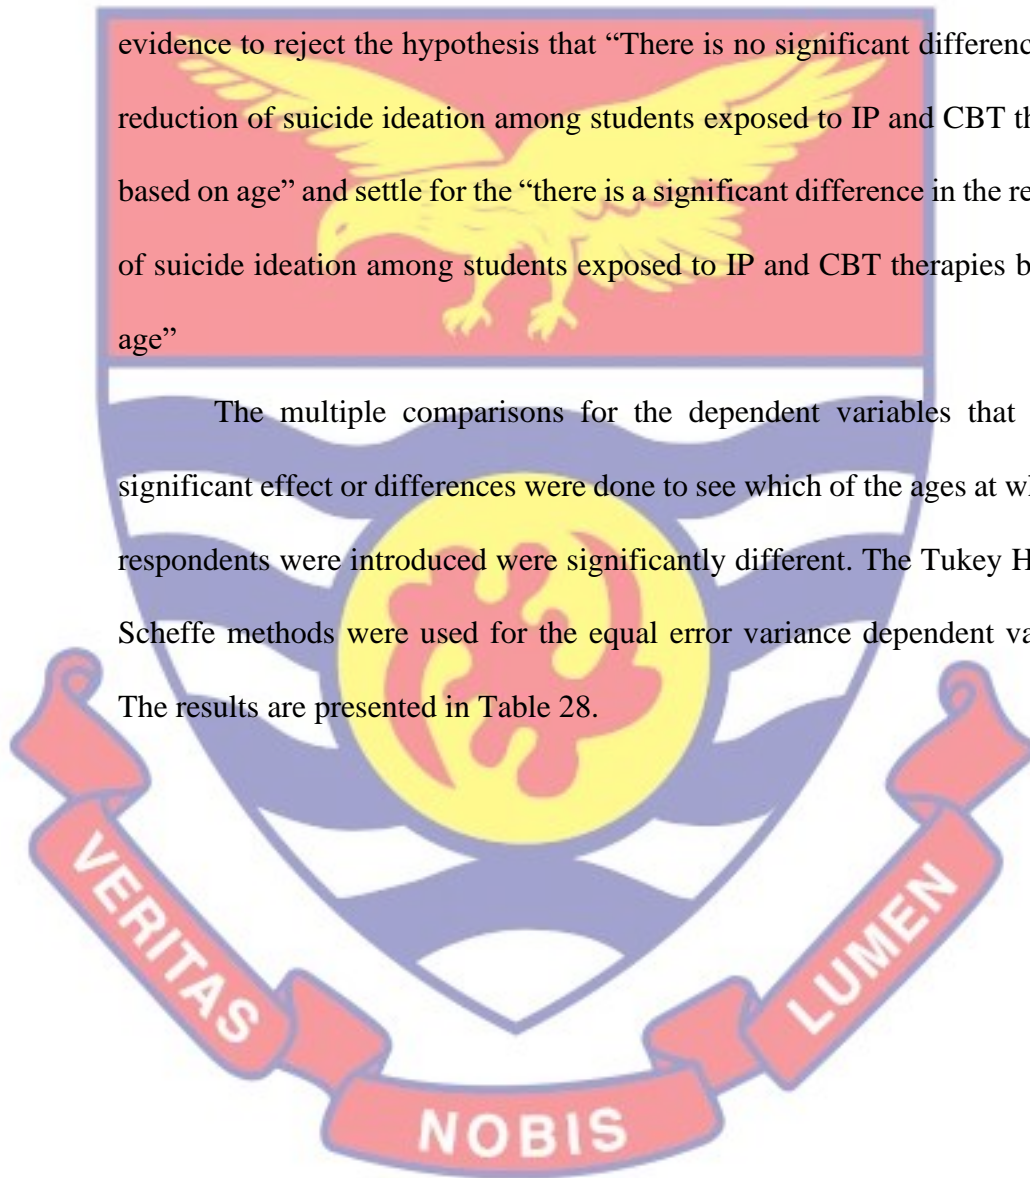 evidence to reject the hypothesis that “There is no significant differenc
reduction of suicide ideation among students exposed to IP and CBT th
based on age” and settle for the “there is a significant difference in the re
of suicide ideation among students exposed to IP and CBT therapies b
age”
The multiple comparisons for the dependent variables that
significant effect or differences were done to see which of the ages at wh
respondents were introduced were significantly different. The Tukey H
Scheffe methods were used for the equal error variance dependent va
The results are presented in Table 28.
VERITAS
NOBIS
LUMEN